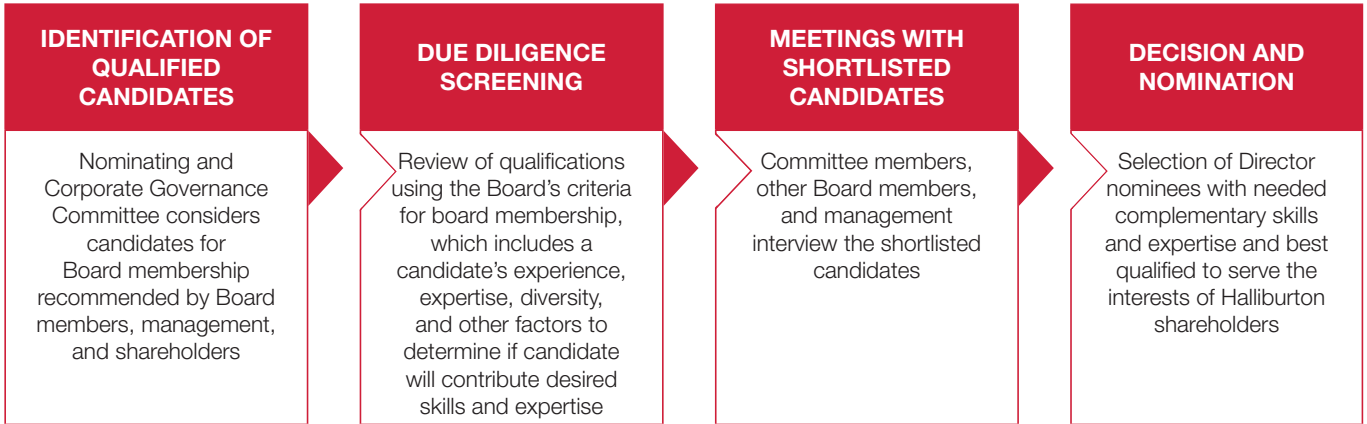 IDENTIFICATION OF
QUALIFIED
CANDIDATES
Nominating and
Corporate Governance
Committee considers
candidates for
Board membership
recommended by Board
members, management,
and shareholders
DUE DILIGENCE
SCREENING
Review of qualifications
using the Board’s criteria
for board membership,
which includes a
candidate’s experience,
expertise, diversity,
and other factors to
determine if candidate
will contribute desired
skills and expertise
MEETINGS WITH
SHORTLISTED
CANDIDATES
Committee members,
other Board members,
and management
interview the shortlisted
candidates
DECISION AND
NOMINATION
Selection of Director
nominees with needed
complementary skills
and expertise and best
qualified to serve the
interests of Halliburton
shareholders